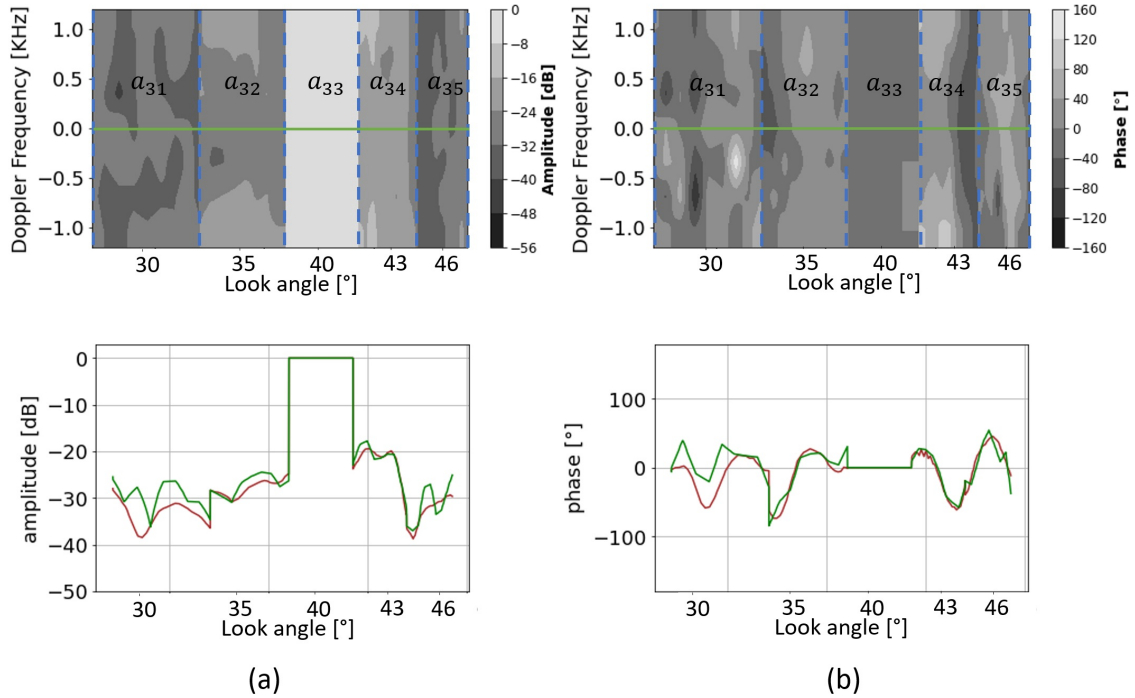 Doppler Frequency [KHz]
1.0
0.5
0.0
−0.5
−1.0
a31
a32
a33
a34
a35
30
35
40
43
46
Look angle [°]
0
−8
−16
−24
−32
−40
−48
−56
Amplitude [dB]
Doppler Frequency [KHz]
1.0
0.5
0.0
−0.5
−1.0
a31
a32
a33
a34
a35
30
35
40
43
46
Look angle [°]
160
120
80
40
0
−40
−80
−120
−160
Phase [°]
amplitude [dB]
0
−10
−20
−30
−40
−50
30
35
40
43
46
Look angle [°]
(a)
phase [°]
100
0
−100
30
35
40
43
46
Look angle [°]
(b)